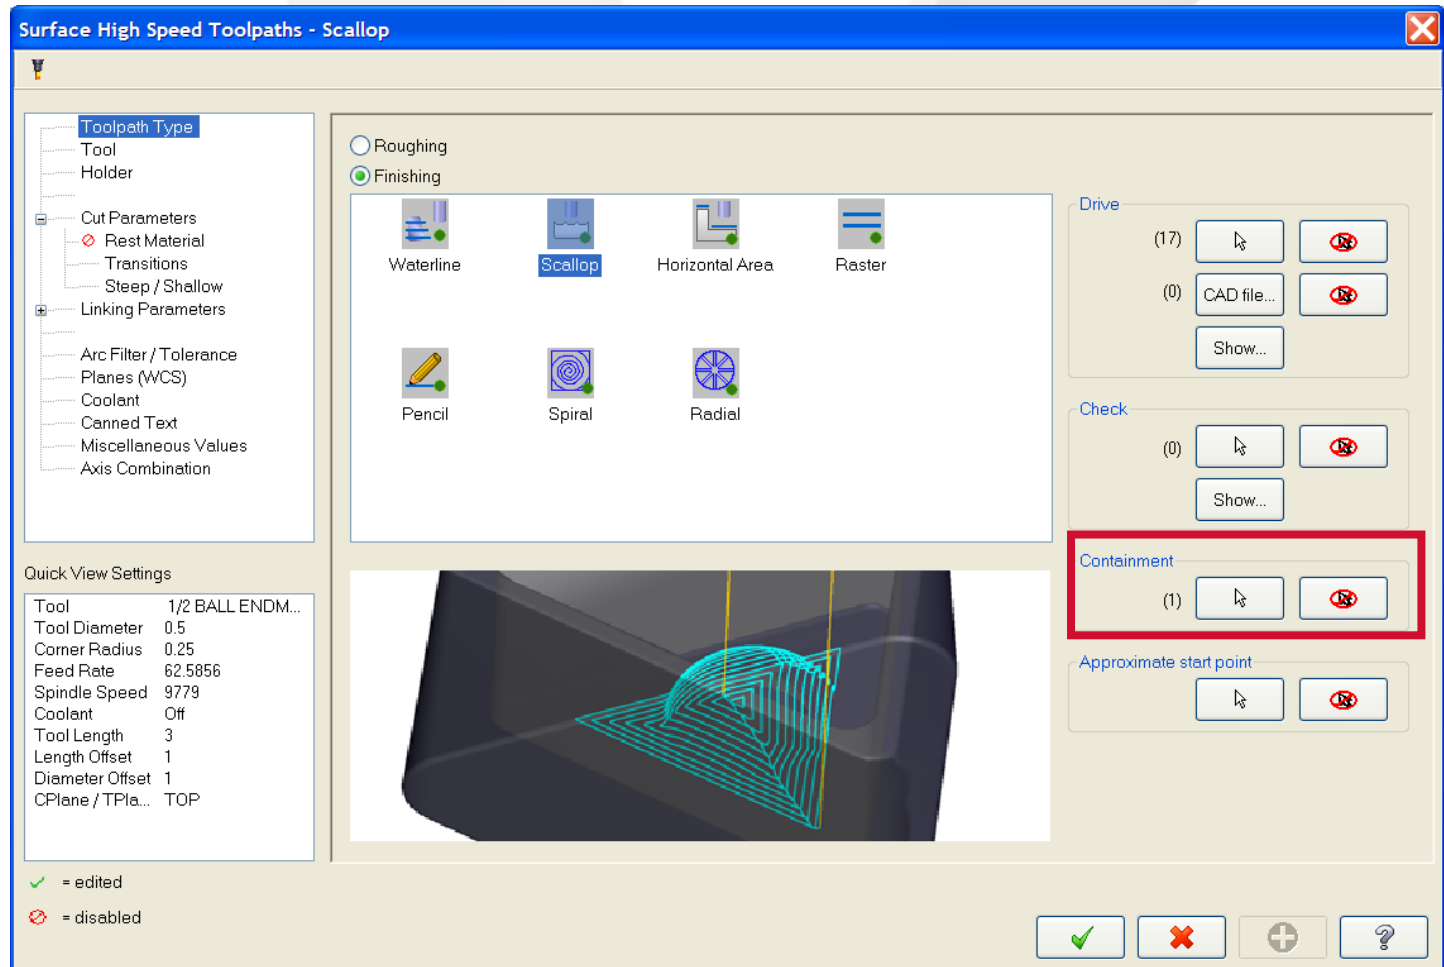 Surface High Speed Toolpaths - Scallop
Toolpath Type
Tool
Holder
Cut Parameters
Rest Material
Transitions
Steep / Shallow
Linking Parameters
Arc Filter / Tolerance
Planes (WCS)
Coolant
Canned Text
Miscellaneous Values
Axis Combination
Roughing
Finishing
Waterline
Scallop
Horizontal Area
Raster
Pencil
Spiral
Radial
Drive
(17)
(0) CAD file...
Show...
Check
(0)
Show...
Containment
(1)
Approximate start point
Quick View Settings
Tool 1/2 BALL ENDM...
Tool Diameter 0.5
Corner Radius 0.25
Feed Rate 62.5856
Spindle Speed 9779
Coolant Off
Tool Length 3
Length Offset 1
Diameter Offset 1
CPlane / TPla... TOP
= edited
= disabled